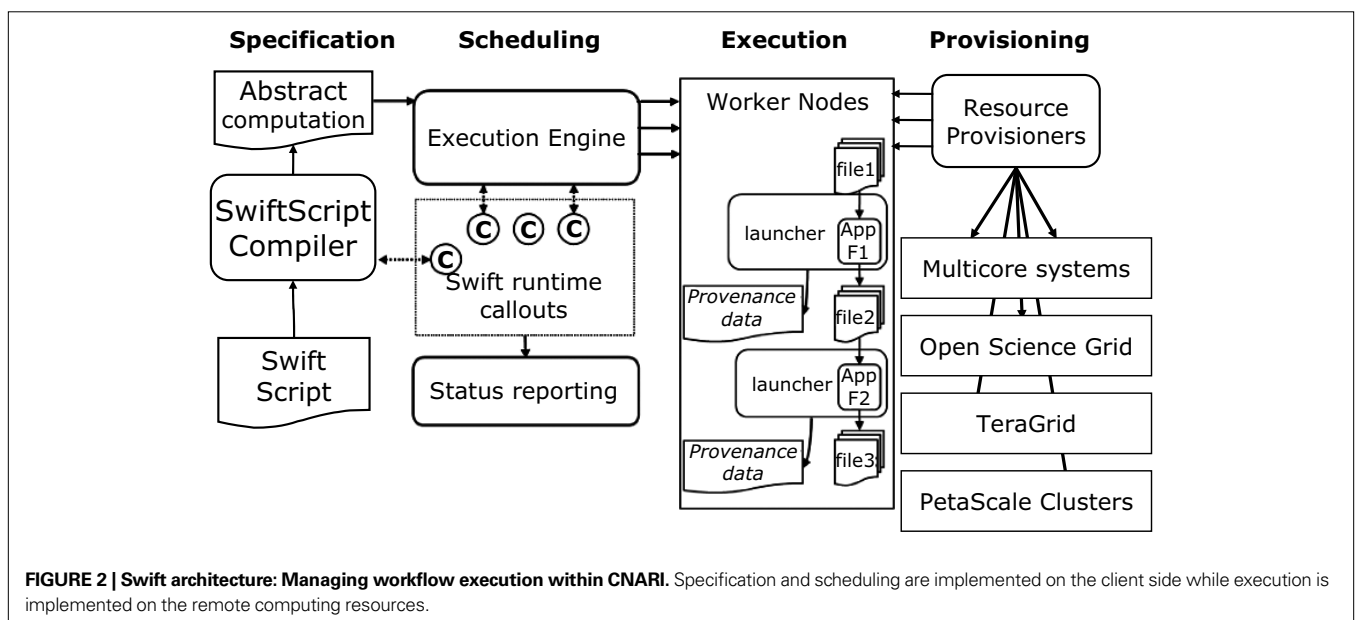 Specification
Scheduling
Execution
Provisioning
Abstract
computation
SwiftScript
Compiler
Swift
Script
Execution Engine
C
C
C
C
Swift runtime
callouts
Status reporting
Worker Nodes
file1
launcher
App
F1
Provenance
data
file2
launcher
App
F2
Provenance
data
file3
Resource
Provisioners
Multicore systems
Open Science Grid
TeraGrid
PetaScale Clusters
FIGURE 2 | Swift architecture: Managing workflow execution within CNARI. Specification and scheduling are implemented on the client side while execution is
implemented on the remote computing resources.